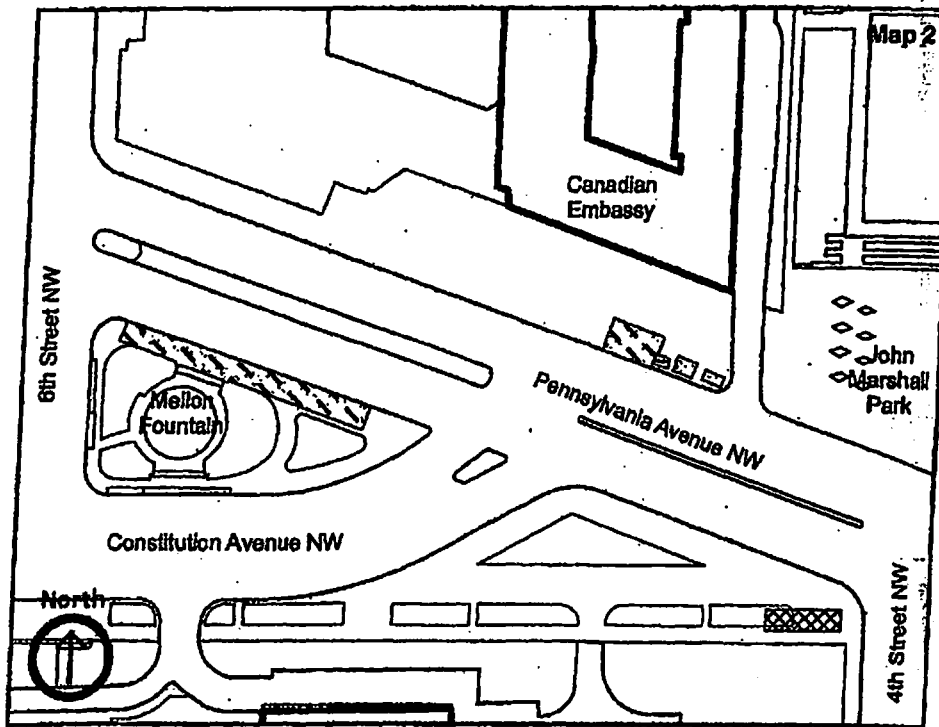 Map 2
Canadian
Embassy
6th Street NW
Mellon
Fountain
John
Marshall
Park
Pennsylvania Avenue NW
Constitution Avenue NW
North
4th Street NW